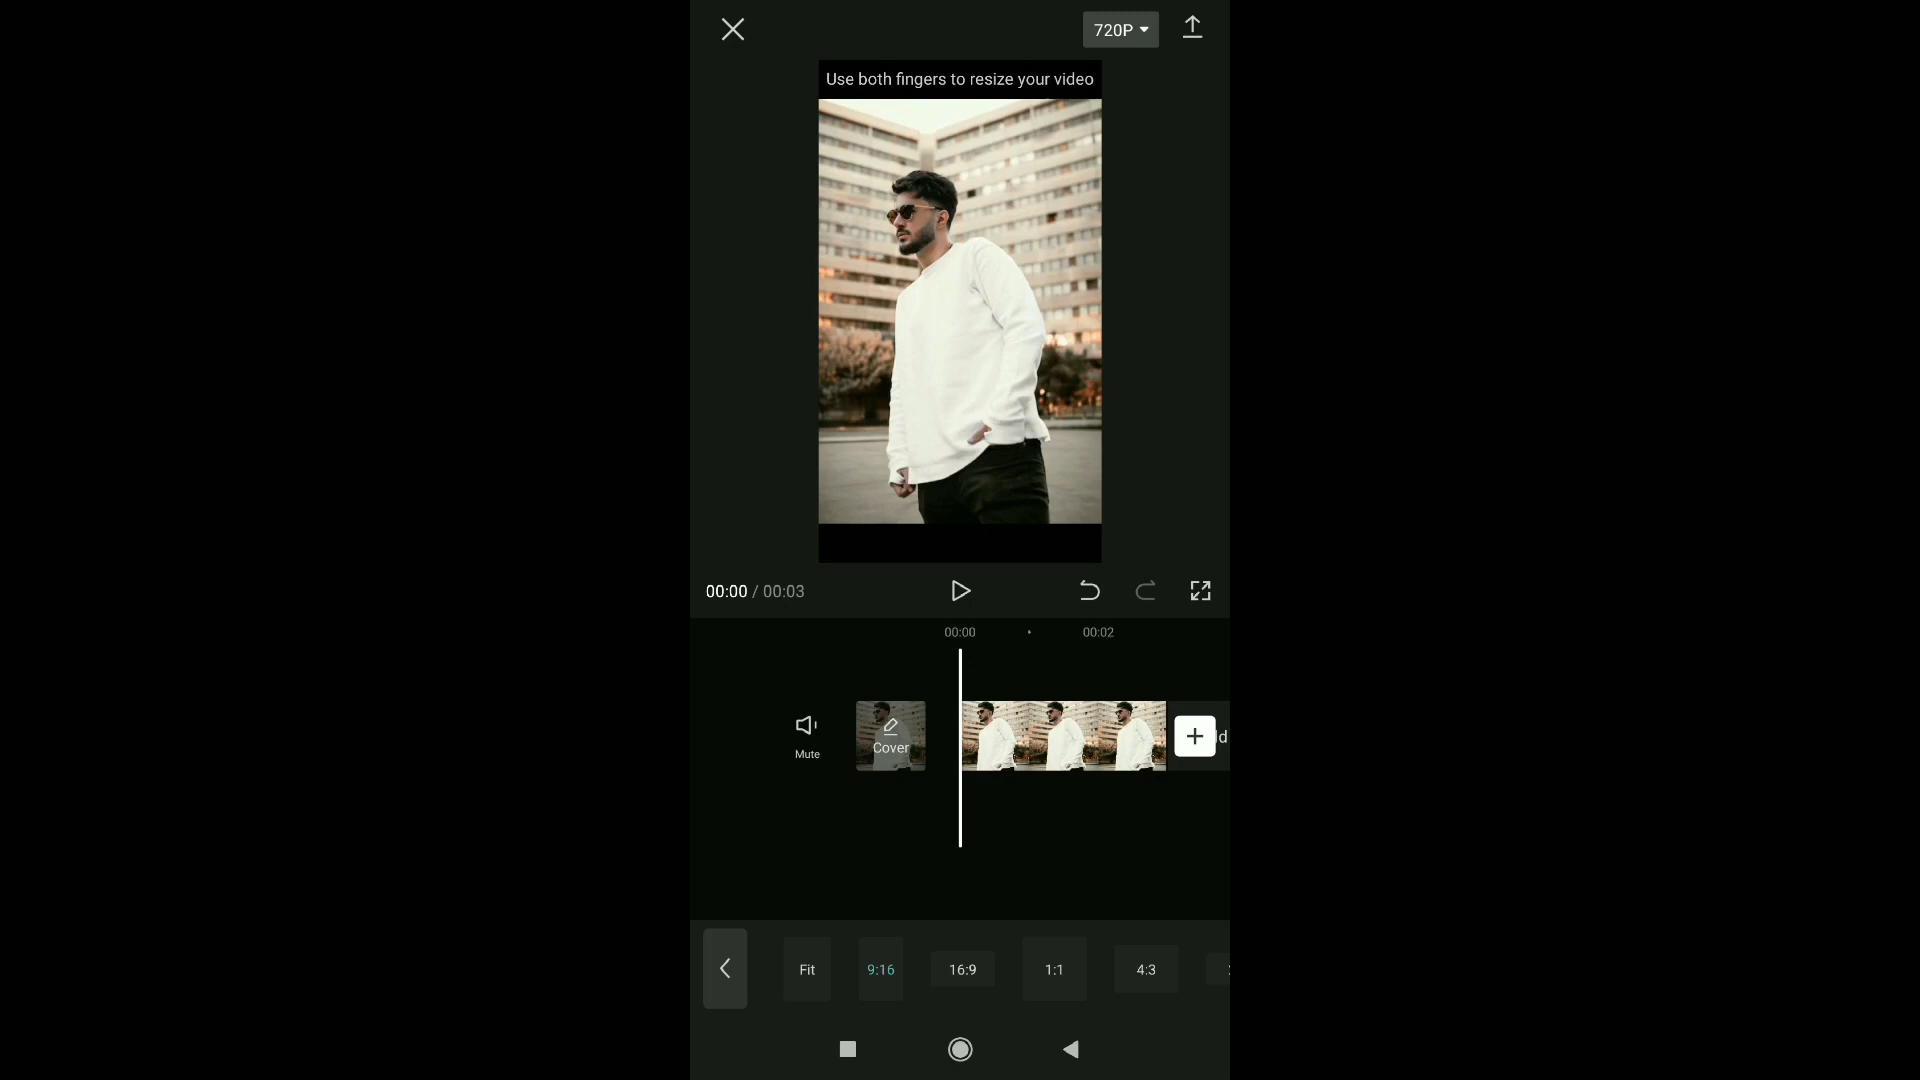 720P
Use both fingers to resize your video
00:00 / 00:03
00:00
00:02
Mute
Cover
Fit
9:16
16:9
1:1
4:3